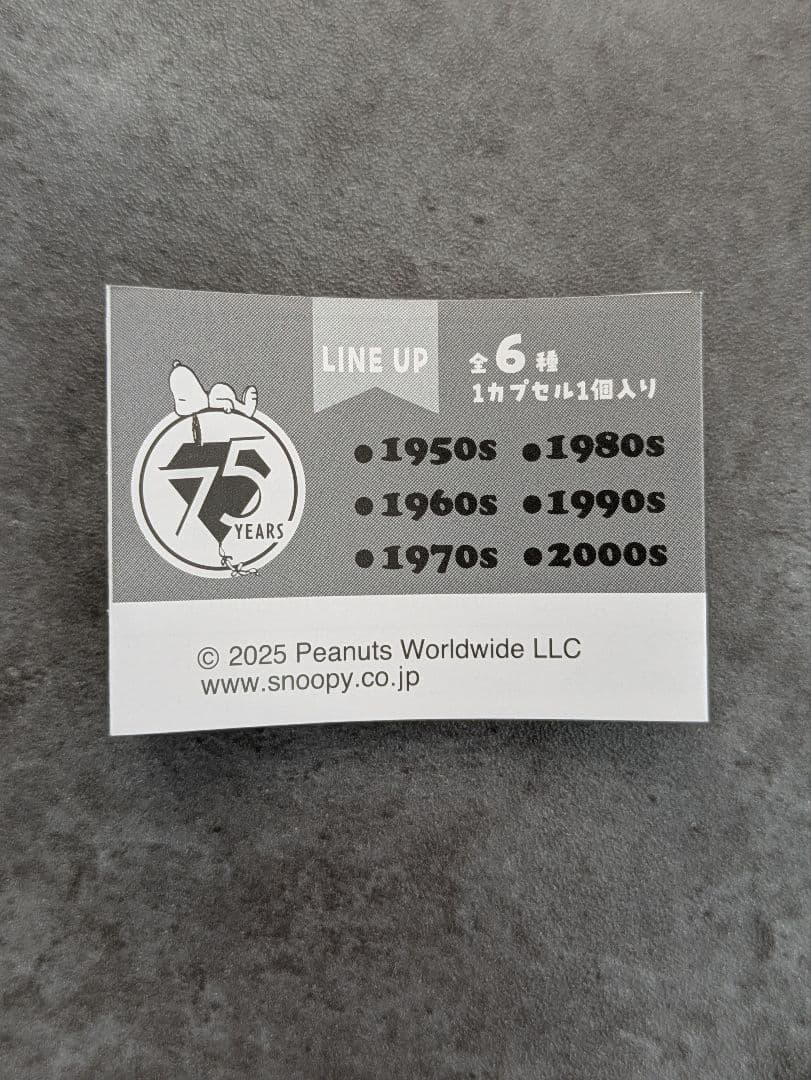 LINE UP
全6種
1カプセル1個入り
75
YEARS
●1950s ●1980s
●1960s ●1990s
●1970s ●2000s
© 2025 Peanuts Worldwide LLC
www.snoopy.co.jp